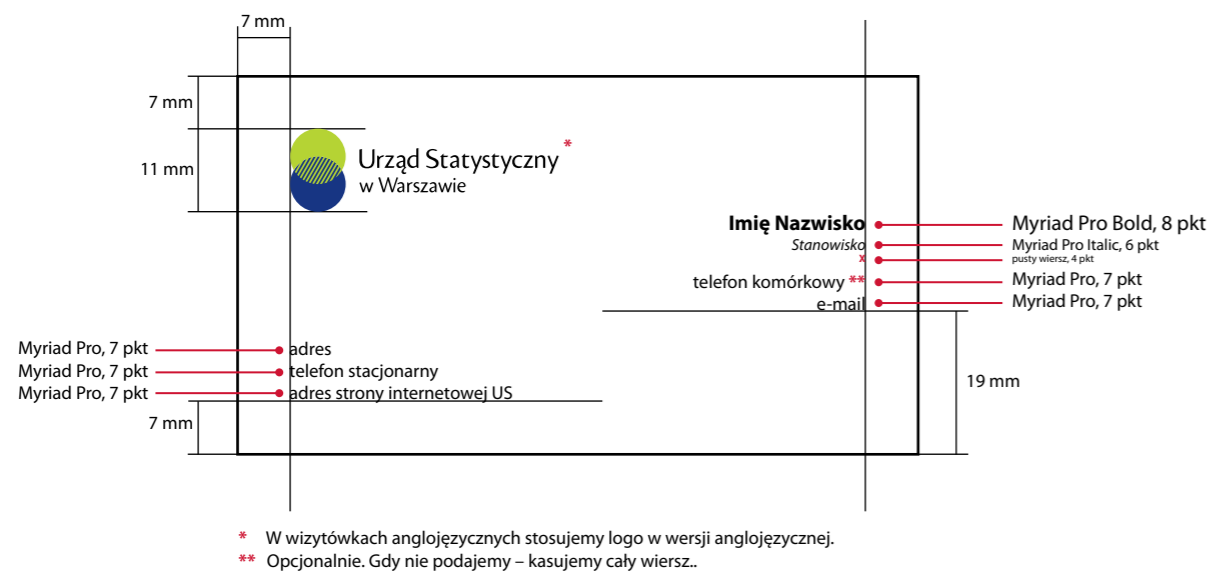 7 mm
7 mm
11 mm
Urząd Statystyczny *
w Warszawie
Imię Nazwisko Myriad Pro Bold, 8 pkt
Stanowisko Myriad Pro Italic, 6 pkt
x pusty wiersz, 4 pkt
telefon komórkowy ** Myriad Pro, 7 pkt
e-mail Myriad Pro, 7 pkt
Myriad Pro, 7 pkt adres
Myriad Pro, 7 pkt telefon stacjonarny
Myriad Pro, 7 pkt adres strony internetowej US
19 mm
7 mm
* W wizytówkach anglojęzycznych stosujemy logo w wersji anglojęzycznej.
** Opcjonalnie. Gdy nie podajemy – kasujemy cały wiersz..